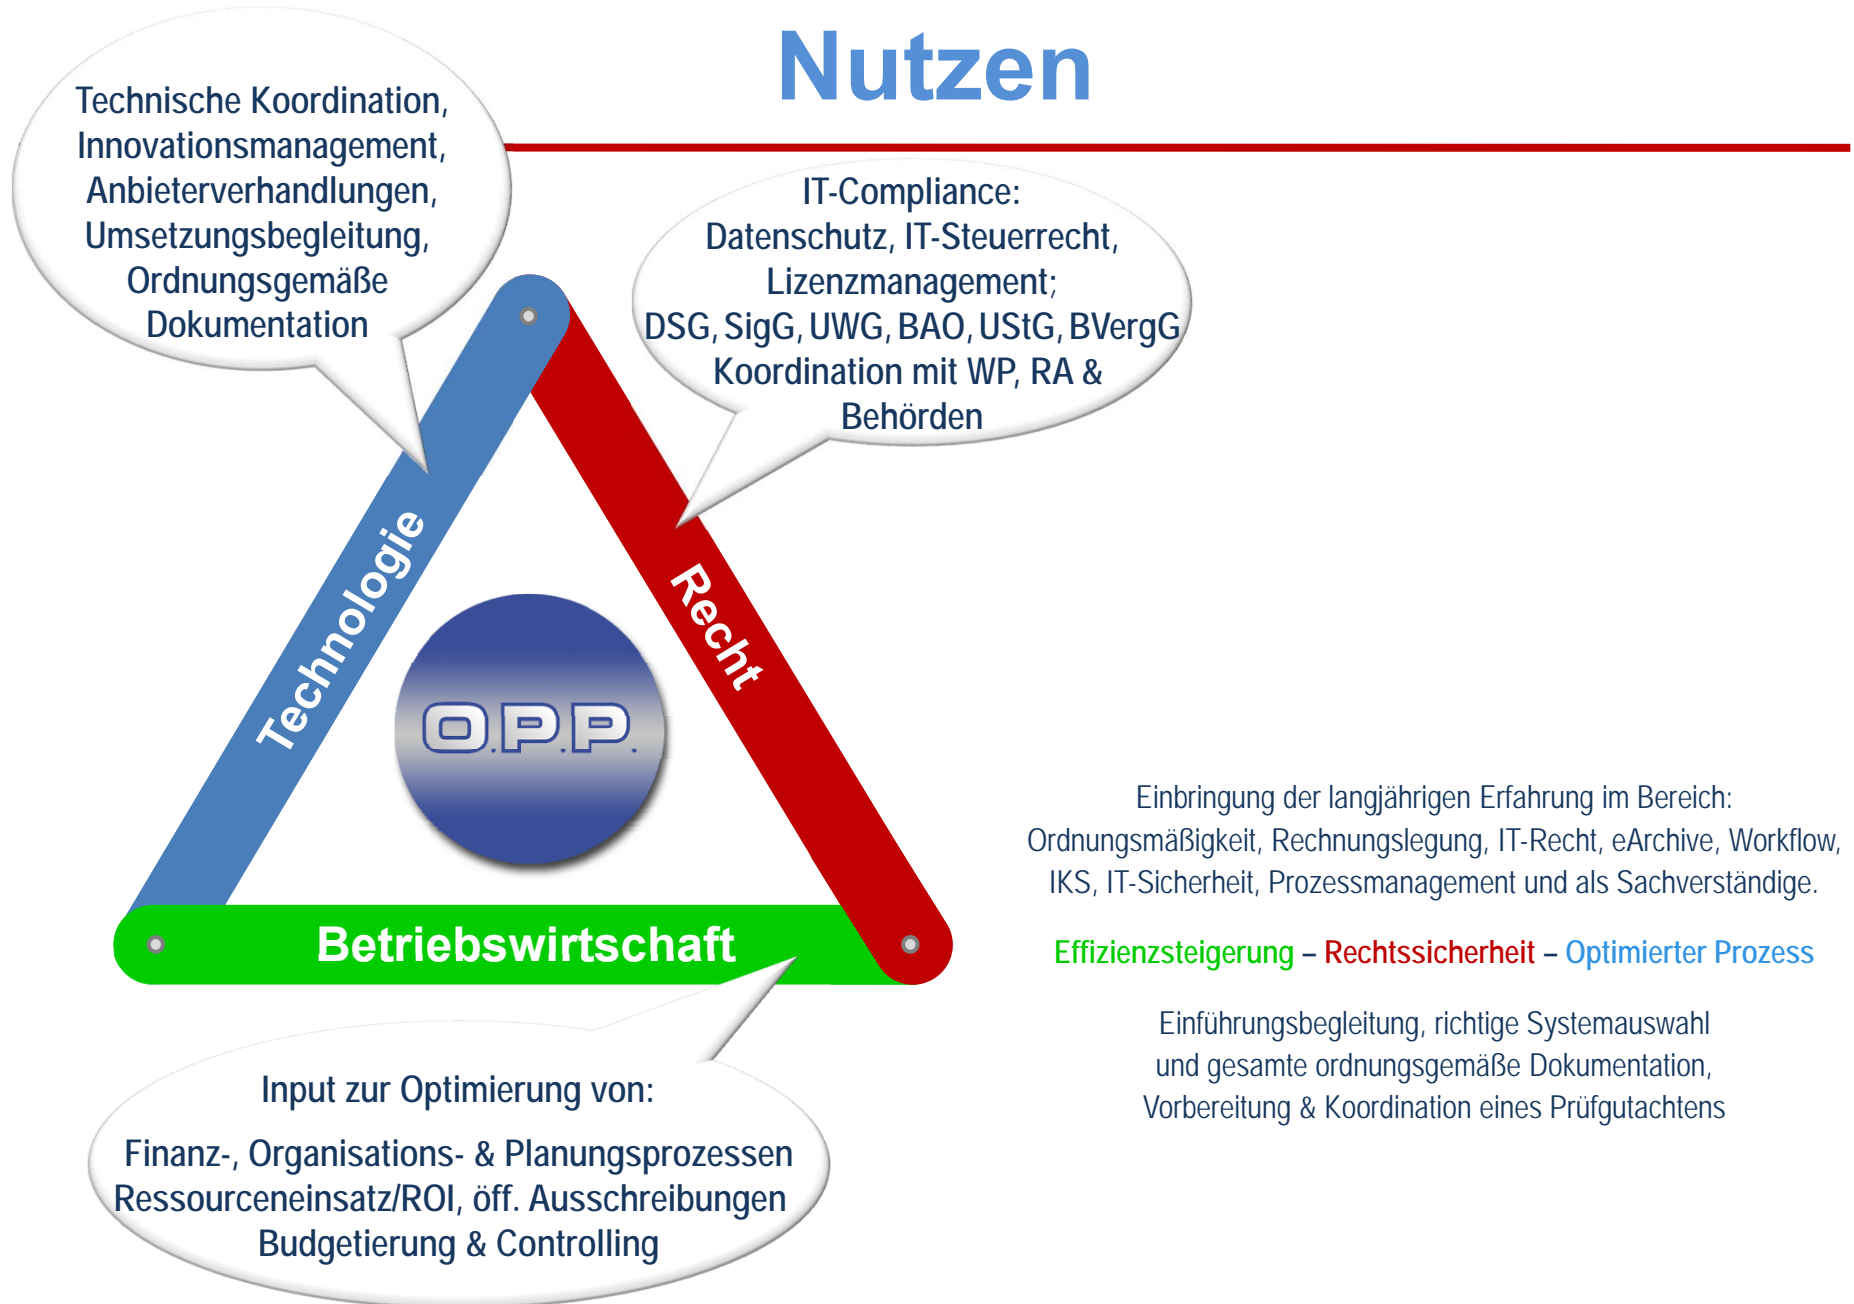 Nutzen
Technische Koordination,
Innovationsmanagement,
Anbieterverhandlungen,
Umsetzungsbegleitung,
Ordnungsgemäße
Dokumentation
IT-Compliance:
Datenschutz, IT-Steuerrecht,
Lizenzmanagement;
DSG, SigG, UWG, BAO, UStG, BVergG
Koordination mit WP, RA &
Behörden
Technologie
Recht
O.P.P.
Betriebswirtschaft
Input zur Optimierung von:
Finanz-, Organisations- & Planungsprozessen
Ressourceneinsatz/ROI, öff. Ausschreibungen
Budgetierung & Controlling
Einbringung der langjährigen Erfahrung im Bereich:
Ordnungsmäßigkeit, Rechnungslegung, IT-Recht, eArchive, Workflow,
IKS, IT-Sicherheit, Prozessmanagement und als Sachverständige.
Effizienzsteigerung – Rechtssicherheit – Optimierter Prozess
Einführungsbegleitung, richtige Systemauswahl
und gesamte ordnungsgemäße Dokumentation,
Vorbereitung & Koordination eines Prüfgutachtens